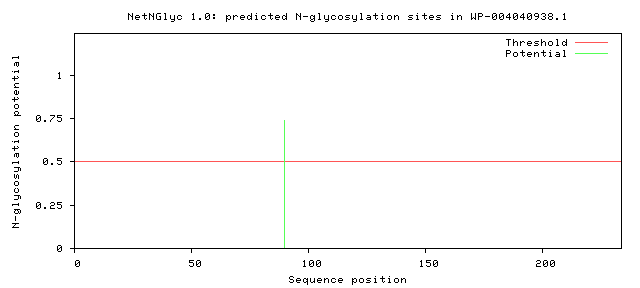 NetNGlyc 1.0: predicted N-glycosylation sites in WP-004040938.1
Threshold
Potential
N-glycosylation potential
1
0.75
0.5
0.25
0
0 50 100 150 200
Sequence position